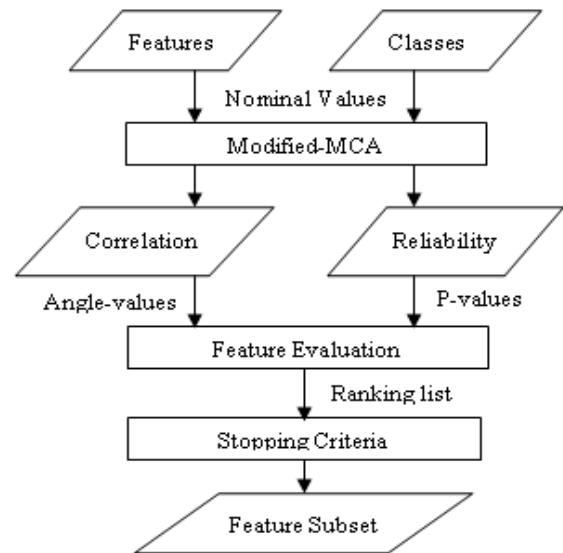 Features
Classes
Nominal Values
Modified-MCA
Correlation
Reliability
Angle-values
P-values
Feature Evaluation
Ranking list
Stopping Criteria
Feature Subset